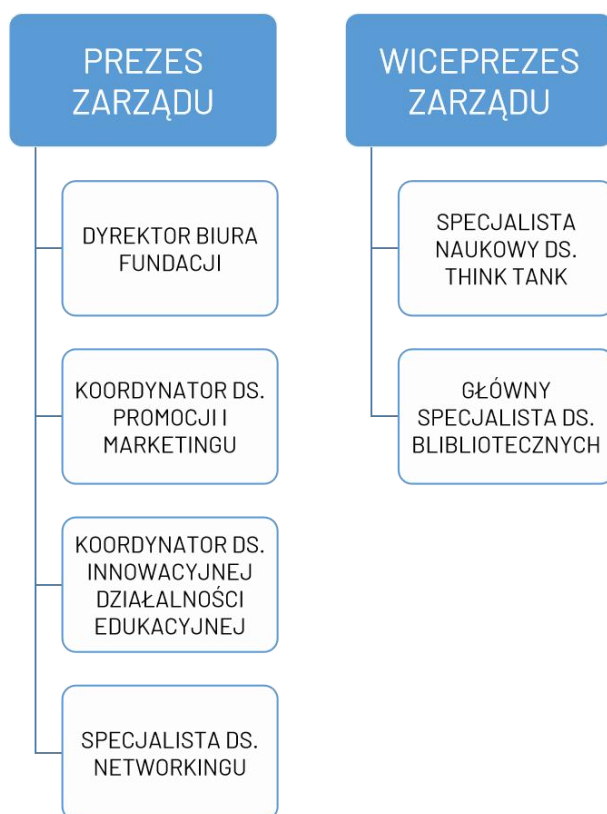 PREZES
ZARZĄDU
DYREKTOR BIURA
FUNDACJI
KOORDYNATOR DS.
PROMOCJI I
MARKETINGU
KOORDYNATOR DS.
INNOWACYJNEJ
DZIAŁALNOŚCI
EDUKACYJNEJ
SPECJALISTA DS.
NETWORKINGU
WICEPREZES
ZARZĄDU
SPECJALISTA
NAUKOWY DS.
THINK TANK
GŁÓWNY
SPECJALISTA DS.
BLIBLIOTECZNYCH